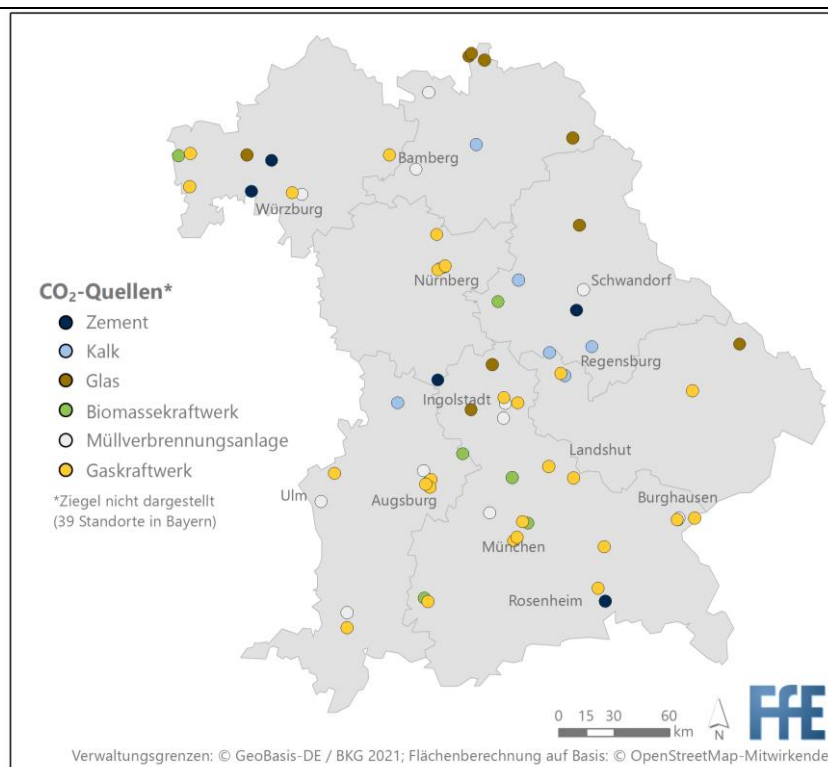 Bamberg
Würzburg
Nürnberg
Schwandorf
CO₂-Quellen*
Zement
Kalk
Glas
Biomassekraftwerk
Müllverbrennungsanlage
Gaskraftwerk
*Ziegel nicht dargestellt
(39 Standorte in Bayern)
Regensburg
Ingolstadt
Landshut
Ulm
Augsburg
Burghausen
München
Rosenheim
0 15 30 60
km
N
FfE
Verwaltungsgrenzen: © GeoBasis-DE / BKG 2021; Flächenberechnung auf Basis: © OpenStreetMap-Mitwirkende